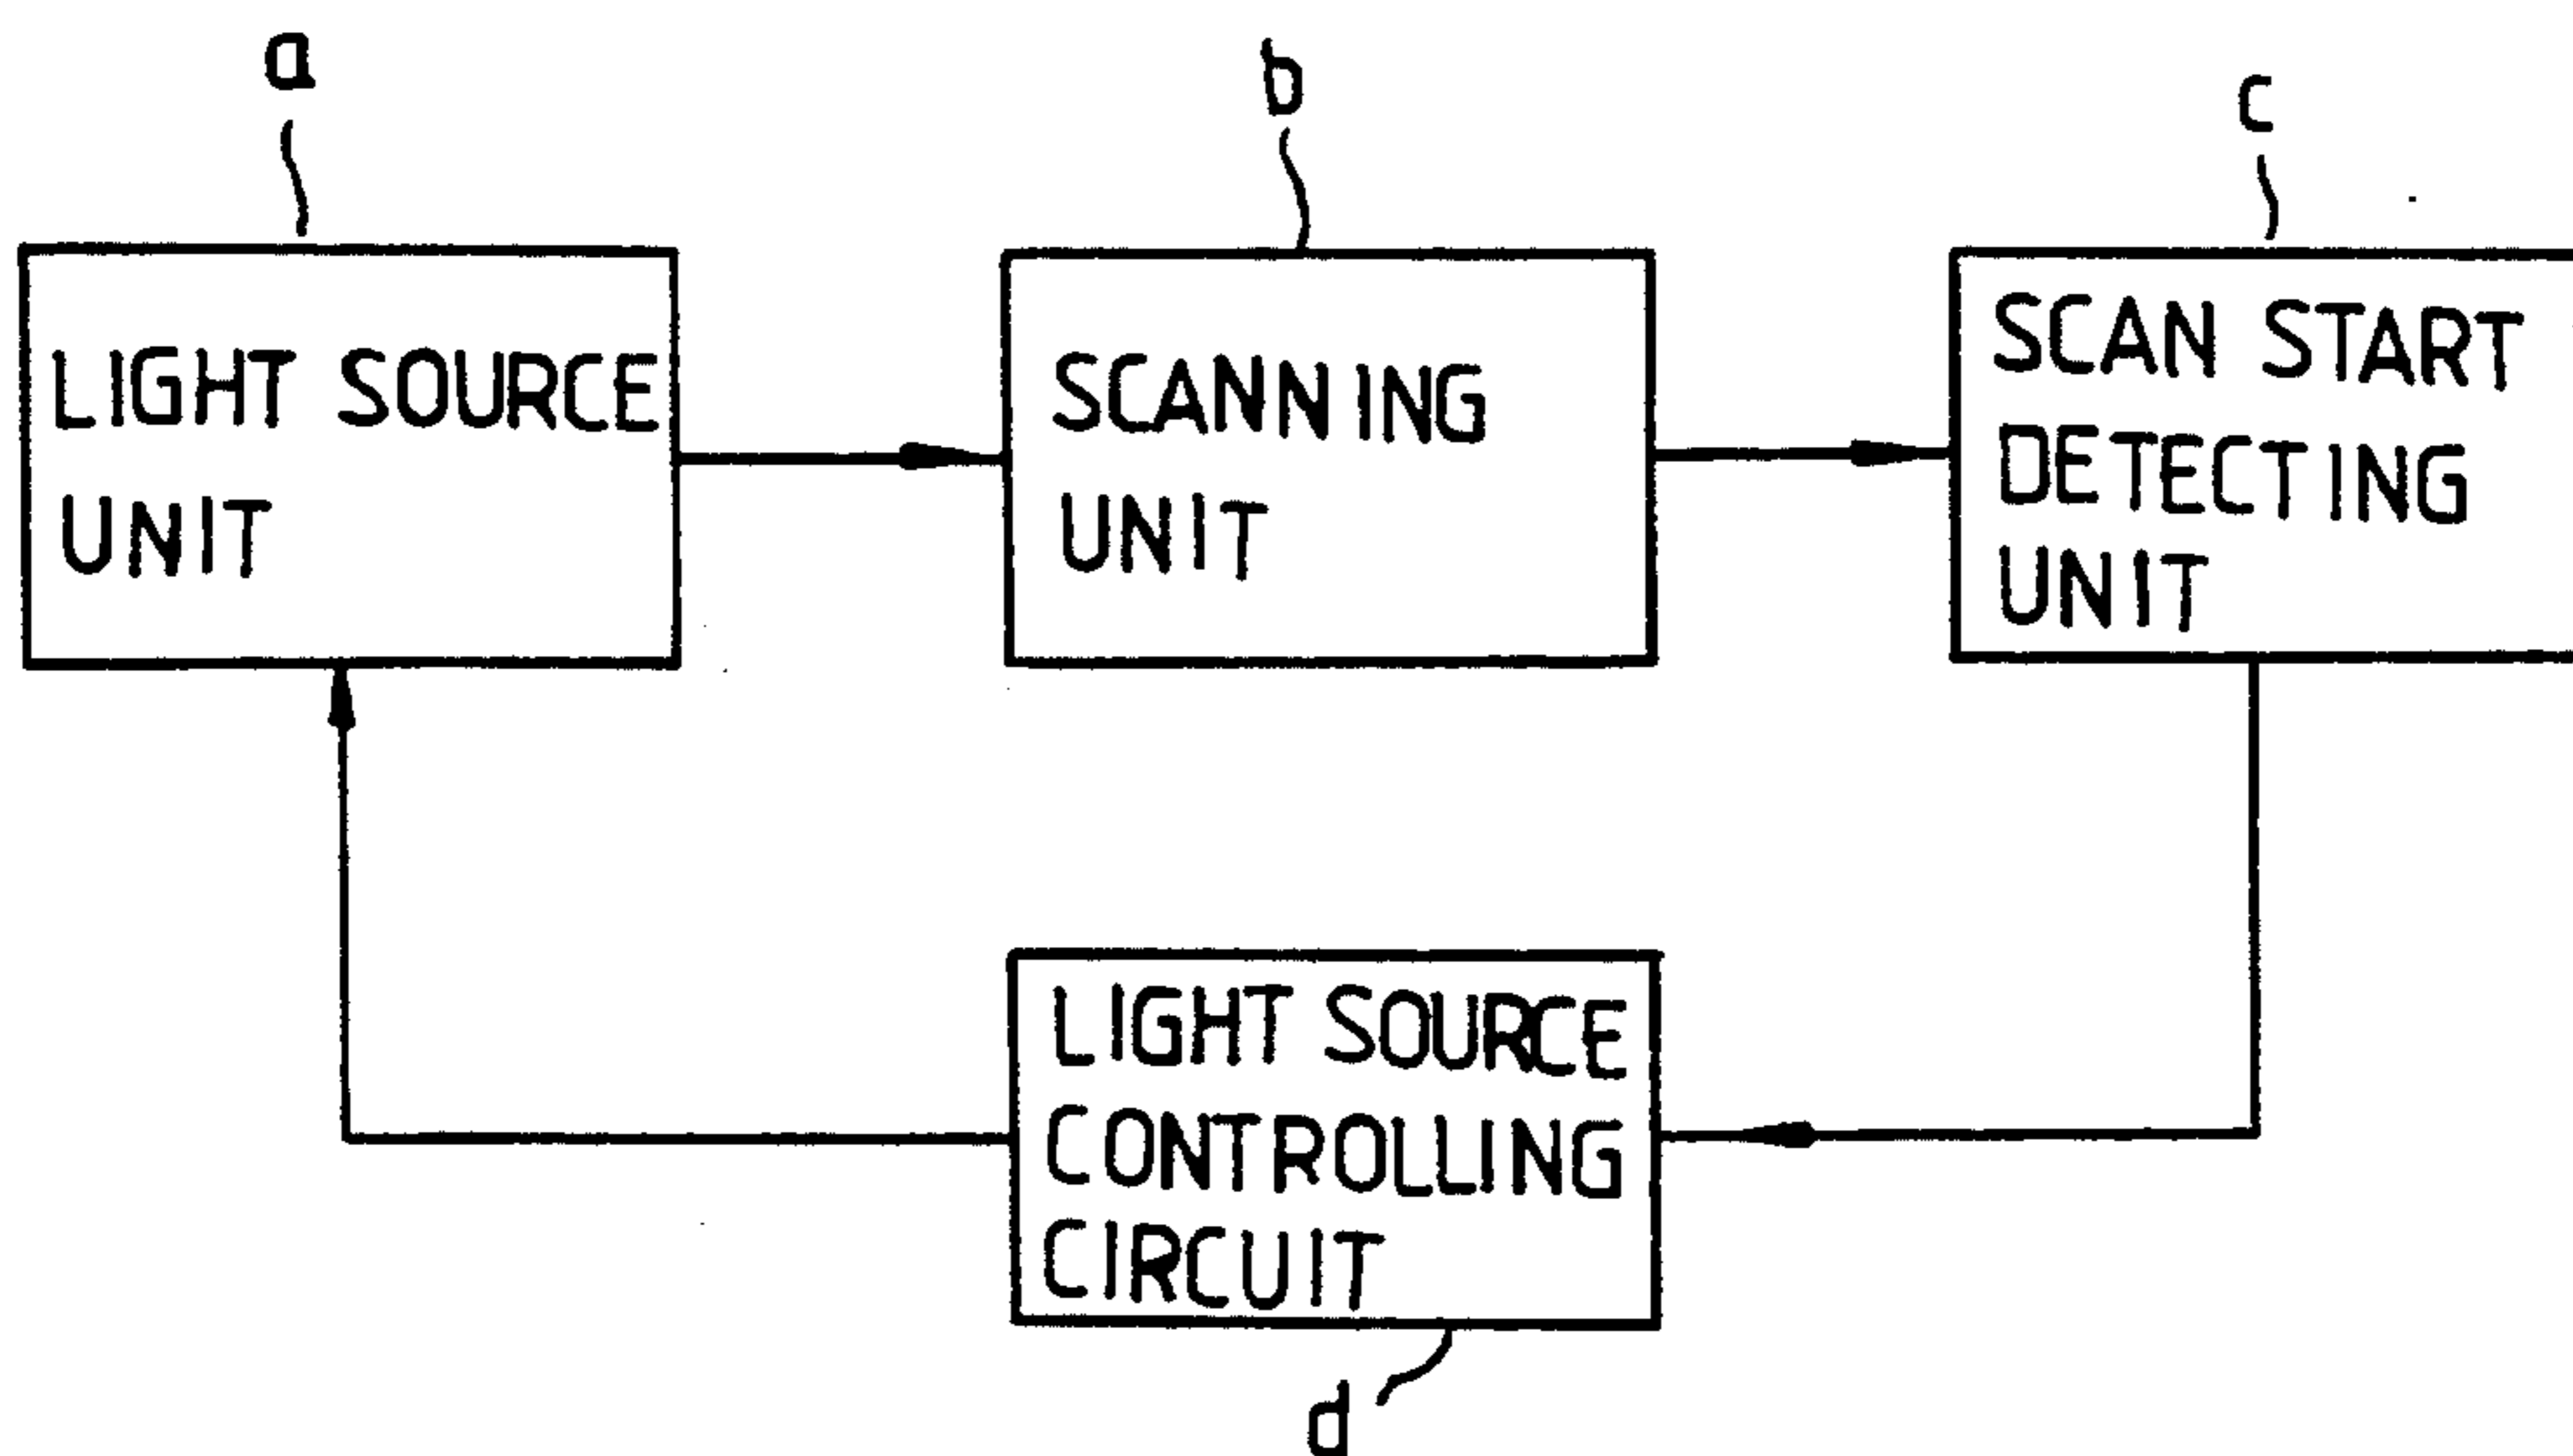 a
b
c
LIGHT SOURCE
UNIT
SCANNING
UNIT
SCAN START
DETECTING
UNIT
LIGHT SOURCE
CONTROLLING
CIRCUIT
d